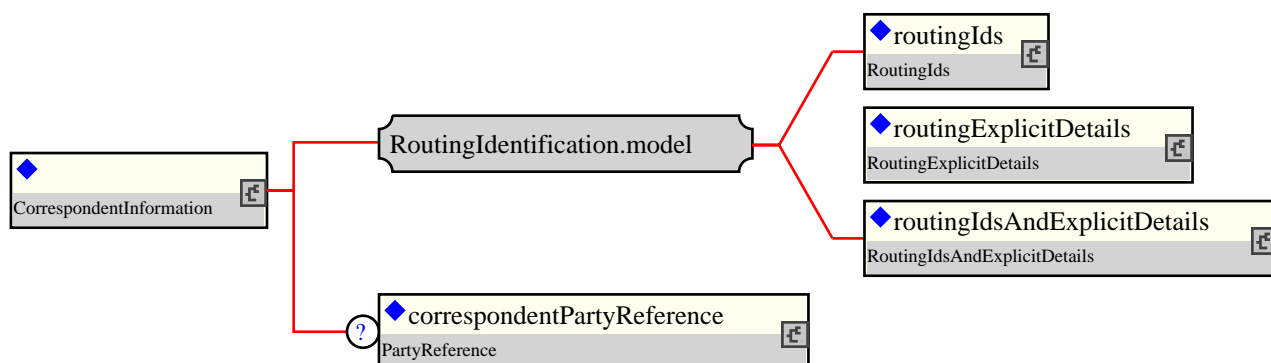 routingIds
RoutingIds
RoutingIdentification.model
routingExplicitDetails
RoutingExplicitDetails
CorrespondentInformation
routingIdsAndExplicitDetails
RoutingIdsAndExplicitDetails
?
correspondentPartyReference
PartyReference